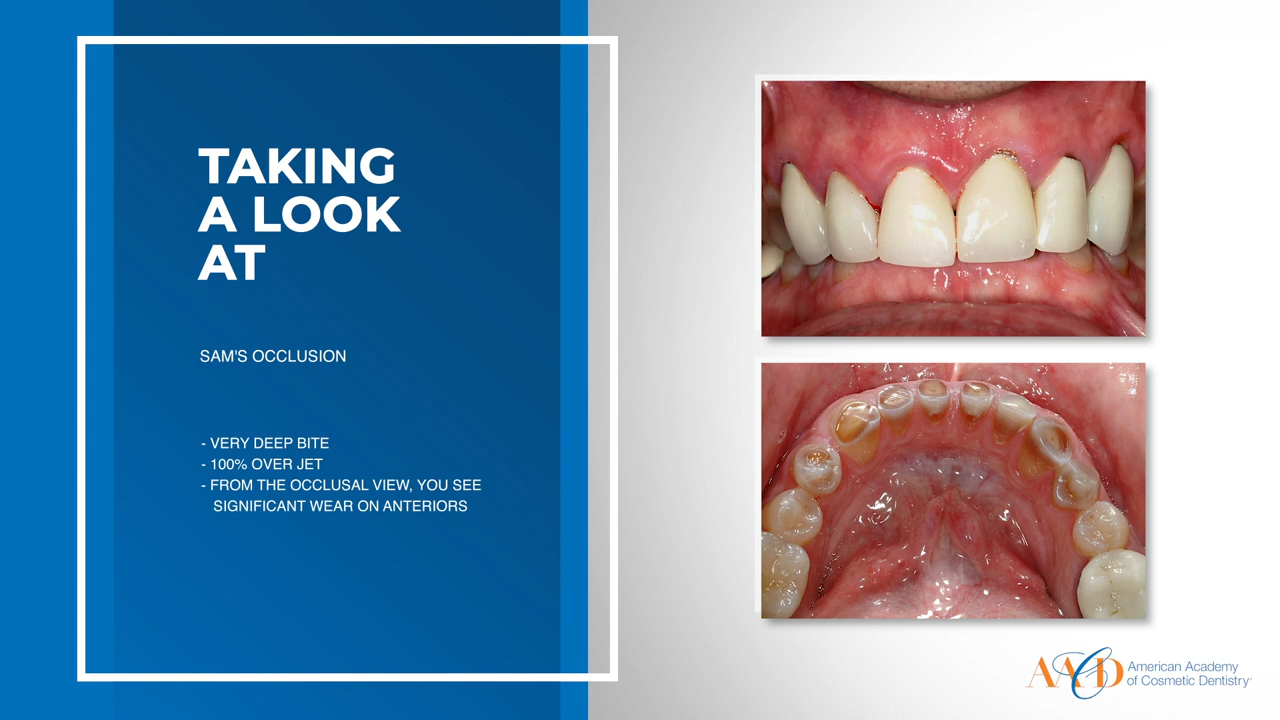 TAKING
A LOOK
AT
SAM'S OCCLUSION
- VERY DEEP BITE
- 100% OVER JET
- FROM THE OCCLUSAL VIEW, YOU SEE
SIGNIFICANT WEAR ON ANTERIORS
AACD
American Academy
of Cosmetic Dentistry